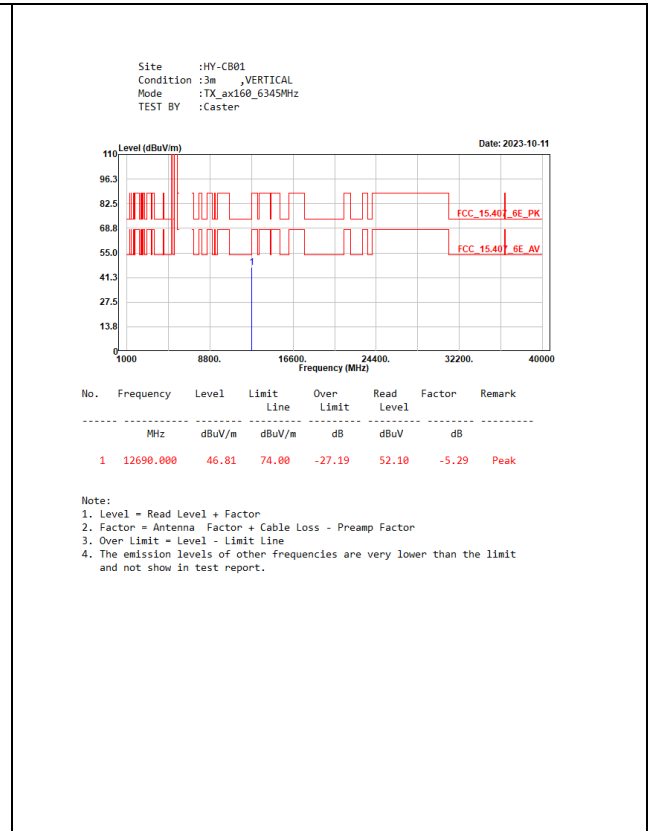 Site :HY-CB01
Condition :3m ,VERTICAL
Mode :TX_ax160_6345MHz
TEST BY :Caster
Level (dBuV/m) Date: 2023-10-11
110
96.3
82.5
FCC_15.407_6E_PK
68.8
55.0
FCC_15.407_6E_AV
1
41.3
27.5
13.8
0
1000 8800. 16600. 24400. 32200. 40000
Frequency (MHz)
No. Frequency Level Limit Over Read Factor Remark
Line Limit Level
------ ----------- -------- -------- --------- --------- -------- ---------
MHz dBuV/m dBuV/m dB dBuV dB
1 12690.000 46.81 74.00 -27.19 52.10 -5.29 Peak
Note:
1. Level = Read Level + Factor
2. Factor = Antenna Factor + Cable Loss - Preamp Factor
3. Over Limit = Level - Limit Line
4. The emission levels of other frequencies are very lower than the limit
and not show in test report.